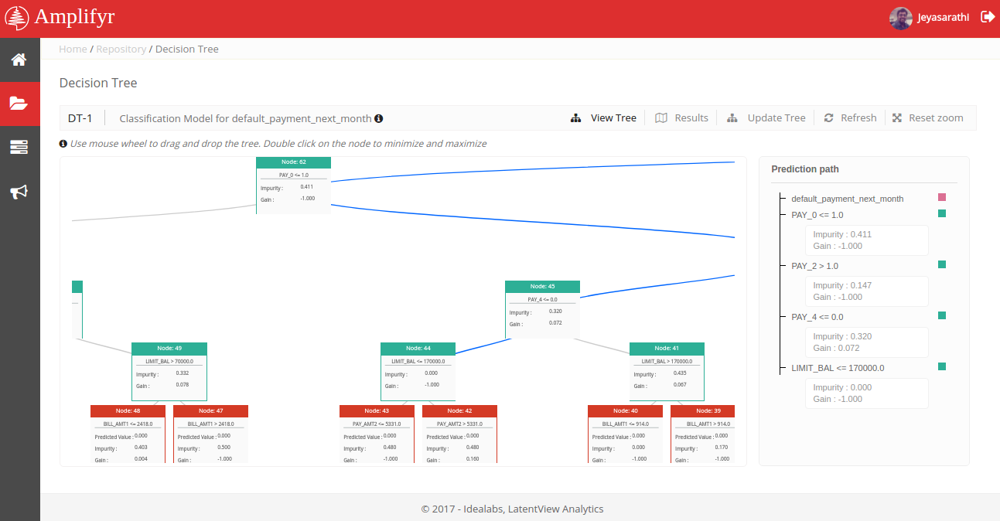 Amplifyr
Jeyasarathi
Home / Repository / Decision Tree
Decision Tree
DT-1 Classification Model for default_payment_next_month
View Tree Results Update Tree Refresh Reset zoom
Use mouse wheel to drag and drop the tree. Double click on the node to minimize and maximize
Node: 62
PAY_0 <= 1.0
Impurity : 0.411
Gain : -1.000
Node: 45
PAY_4 <= 0.0
Impurity : 0.320
Gain : 0.072
Node: 49
LIMIT_BAL > 70000.0
Impurity : 0.332
Gain : 0.078
Node: 44
LIMIT_BAL <= 170000.0
Impurity : 0.000
Gain : -1.000
Node: 41
LIMIT_BAL > 170000.0
Impurity : 0.435
Gain : 0.067
Node: 48
BILL_AMT1 <= 2418.0
Predicted Value : 0.000
Impurity : 0.403
Gain : 0.004
Node: 47
BILL_AMT1 > 2418.0
Predicted Value : 0.000
Impurity : 0.500
Gain : -1.000
Node: 43
PAY_AMT2 <= 5331.0
Predicted Value : 0.000
Impurity : 0.480
Gain : -1.000
Node: 42
PAY_AMT2 > 5331.0
Predicted Value : 0.000
Impurity : 0.480
Gain : 0.160
Node: 40
BILL_AMT1 <= 914.0
Predicted Value : 0.000
Impurity : 0.000
Gain : -1.000
Node: 39
BILL_AMT1 > 914.0
Predicted Value : 0.000
Impurity : 0.170
Gain : -1.000
Prediction path
default_payment_next_month
PAY_0 <= 1.0
Impurity : 0.411
Gain : -1.000
PAY_2 > 1.0
Impurity : 0.147
Gain : -1.000
PAY_4 <= 0.0
Impurity : 0.320
Gain : 0.072
LIMIT_BAL <= 170000.0
Impurity : 0.000
Gain : -1.000
© 2017 - Idealabs, LatentView Analytics